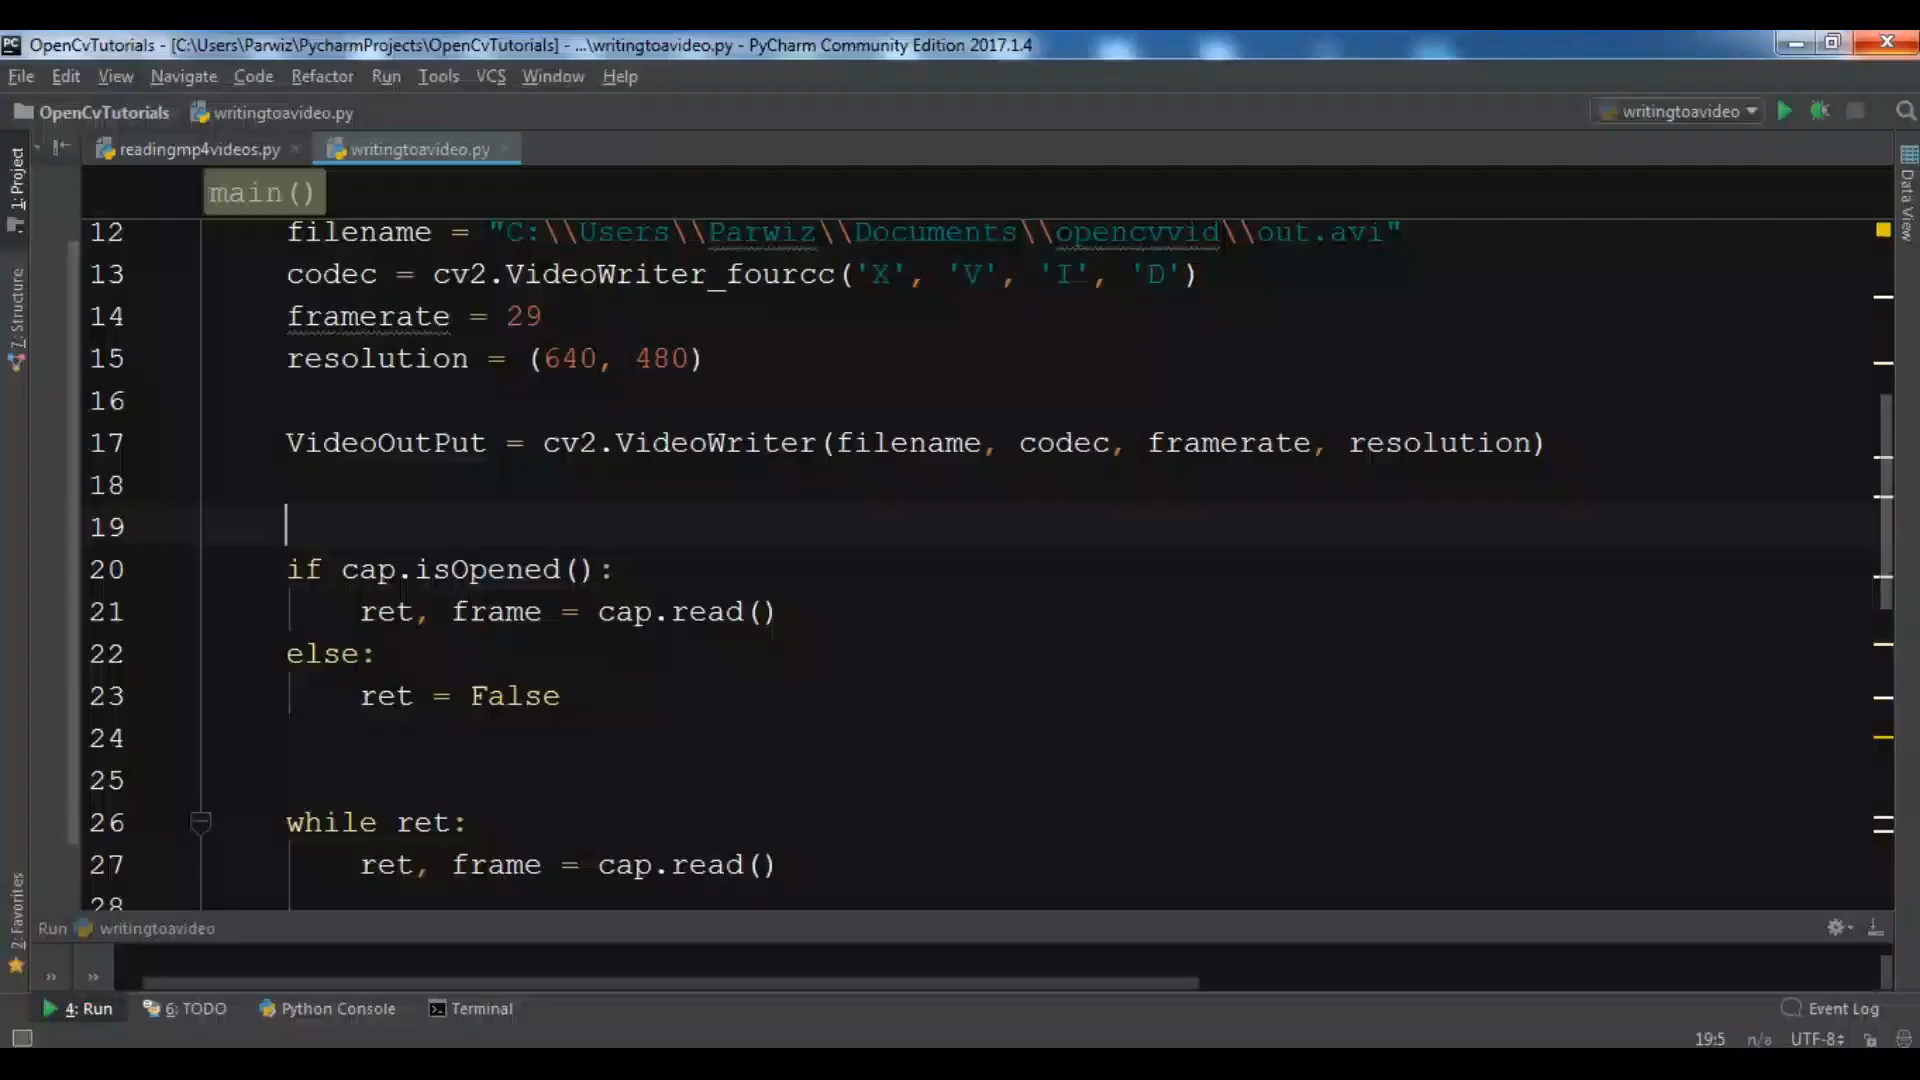 OpenCvTutorials - [C:\Users\Parwiz\PycharmProjects\OpenCvTutorials] - ...\writingtoavideo.py - PyCharm Community Edition 2017.1.4
File Edit View Navigate Code Refactor Run Tools VCS Window Help
OpenCvTutorials writingtoavideo.py writingtoavideo
readingmp4videos.py writingtoavideo.py
1: Project
7: Structure
2: Favorites
Data View
main()
12 filename = "C:\\Users\\Parwiz\\Documents\\opencvvid\\out.avi"
13 codec = cv2.VideoWriter_fourcc('X', 'V', 'I', 'D')
14 framerate = 29
15 resolution = (640, 480)
16
17 VideoOutPut = cv2.VideoWriter(filename, codec, framerate, resolution)
18
19
20 if cap.isOpened():
21 ret, frame = cap.read()
22 else:
23 ret = False
24
25
26 while ret:
27 ret, frame = cap.read()
28
Run writingtoavideo
» »
4: Run 6: TODO Python Console Terminal Event Log
19:5 n/a UTF-8